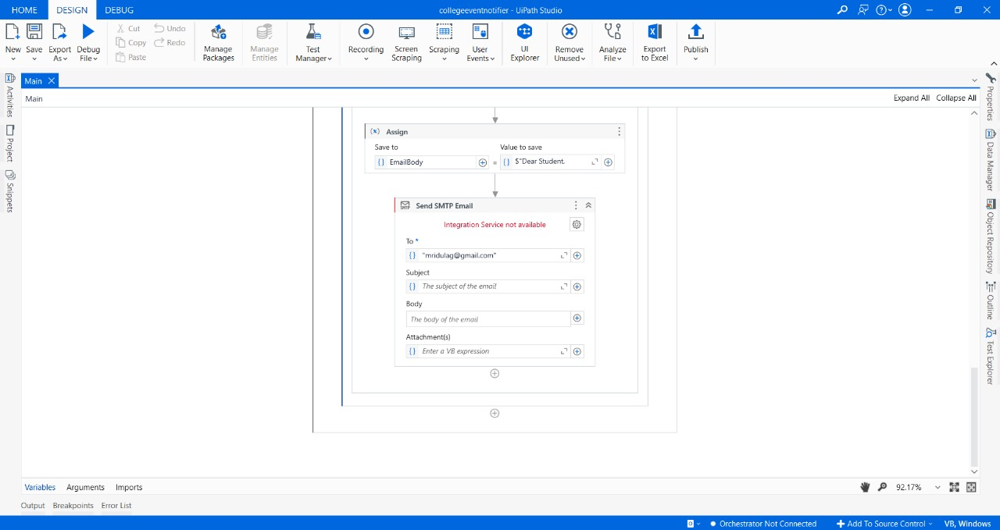 HOME DESIGN DEBUG collegeeventnotifier - UiPath Studio
Cut Undo
Copy Redo
Paste
New
Save
Export As
Debug File
Manage Packages
Manage Entities
Test Manager
Recording
Screen Scraping
Scraping
User Events
UI Explorer
Remove Unused
Analyze File
Export to Excel
Publish
Main
Main Expand All Collapse All
Activities
Project
Snippets
Properties
Data Manager
Object Repository
Outline
Test Explorer
Assign
Save to Value to save
EmailBody = $"Dear Student.
Send SMTP Email
Integration Service not available
To *
"mridulag@gmail.com"
Subject
The subject of the email
Body
The body of the email
Attachment(s)
Enter a VB expression
Variables Arguments Imports 92.17%
Output Breakpoints Error List
Orchestrator Not Connected Add To Source Control VB, Windows